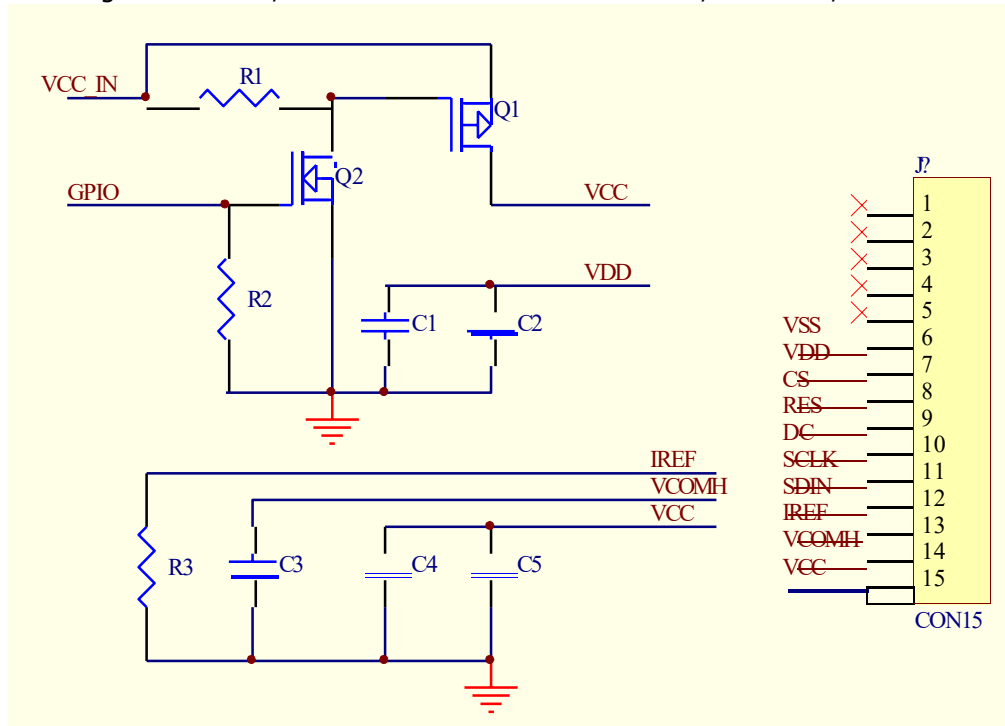 R1
VCC_IN
Q1
Q2
GPIO
VCC
VDD
R2
C1
C2
IREF
VCOMH
VCC
R3
C3
C4
C5
J?
1
2
3
4
5
VSS
6
VDD
7
CS
8
RES
9
DC
10
SCLK
11
SDIN
12
IREF
13
VCOMH
14
VCC
15
CON15